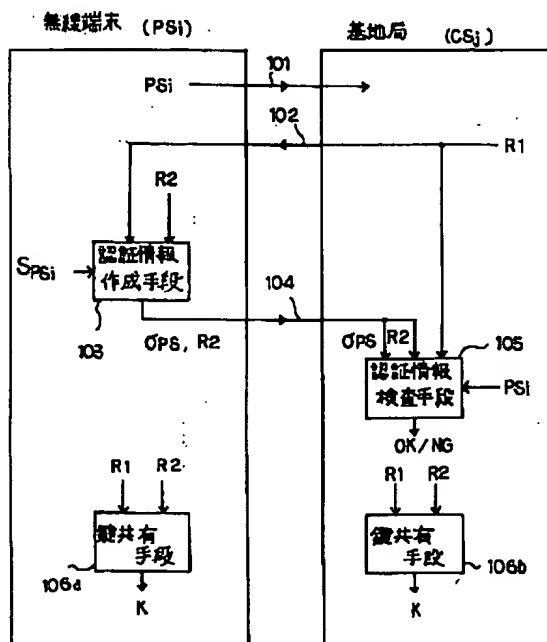 無線端末 (PSi)
基地局 (CSj)
101
PSi
102
R1
R2
認証情報
作成手段
SPSi
103
104
σPS, R2
σPS
R2
105
認証情報
検査手段
PSi
OK/NG
R1
R2
R1
R2
鍵共有
手段
鍵共有
手段
106a
106b
K
K